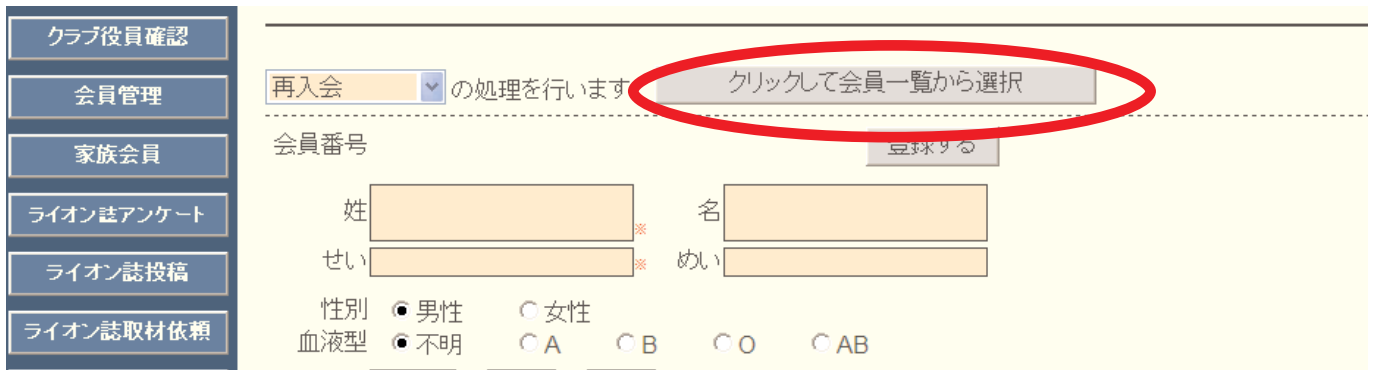 クラブ役員確認
会員管理
家族会員
ライオン誌アンケート
ライオン誌投稿
ライオン誌取材依頼
再入会 の処理を行います クリックして会員一覧から選択
会員番号 登録する
姓 ※ 名
せい ※ めい
性別 男性 女性
血液型 不明 A B O AB